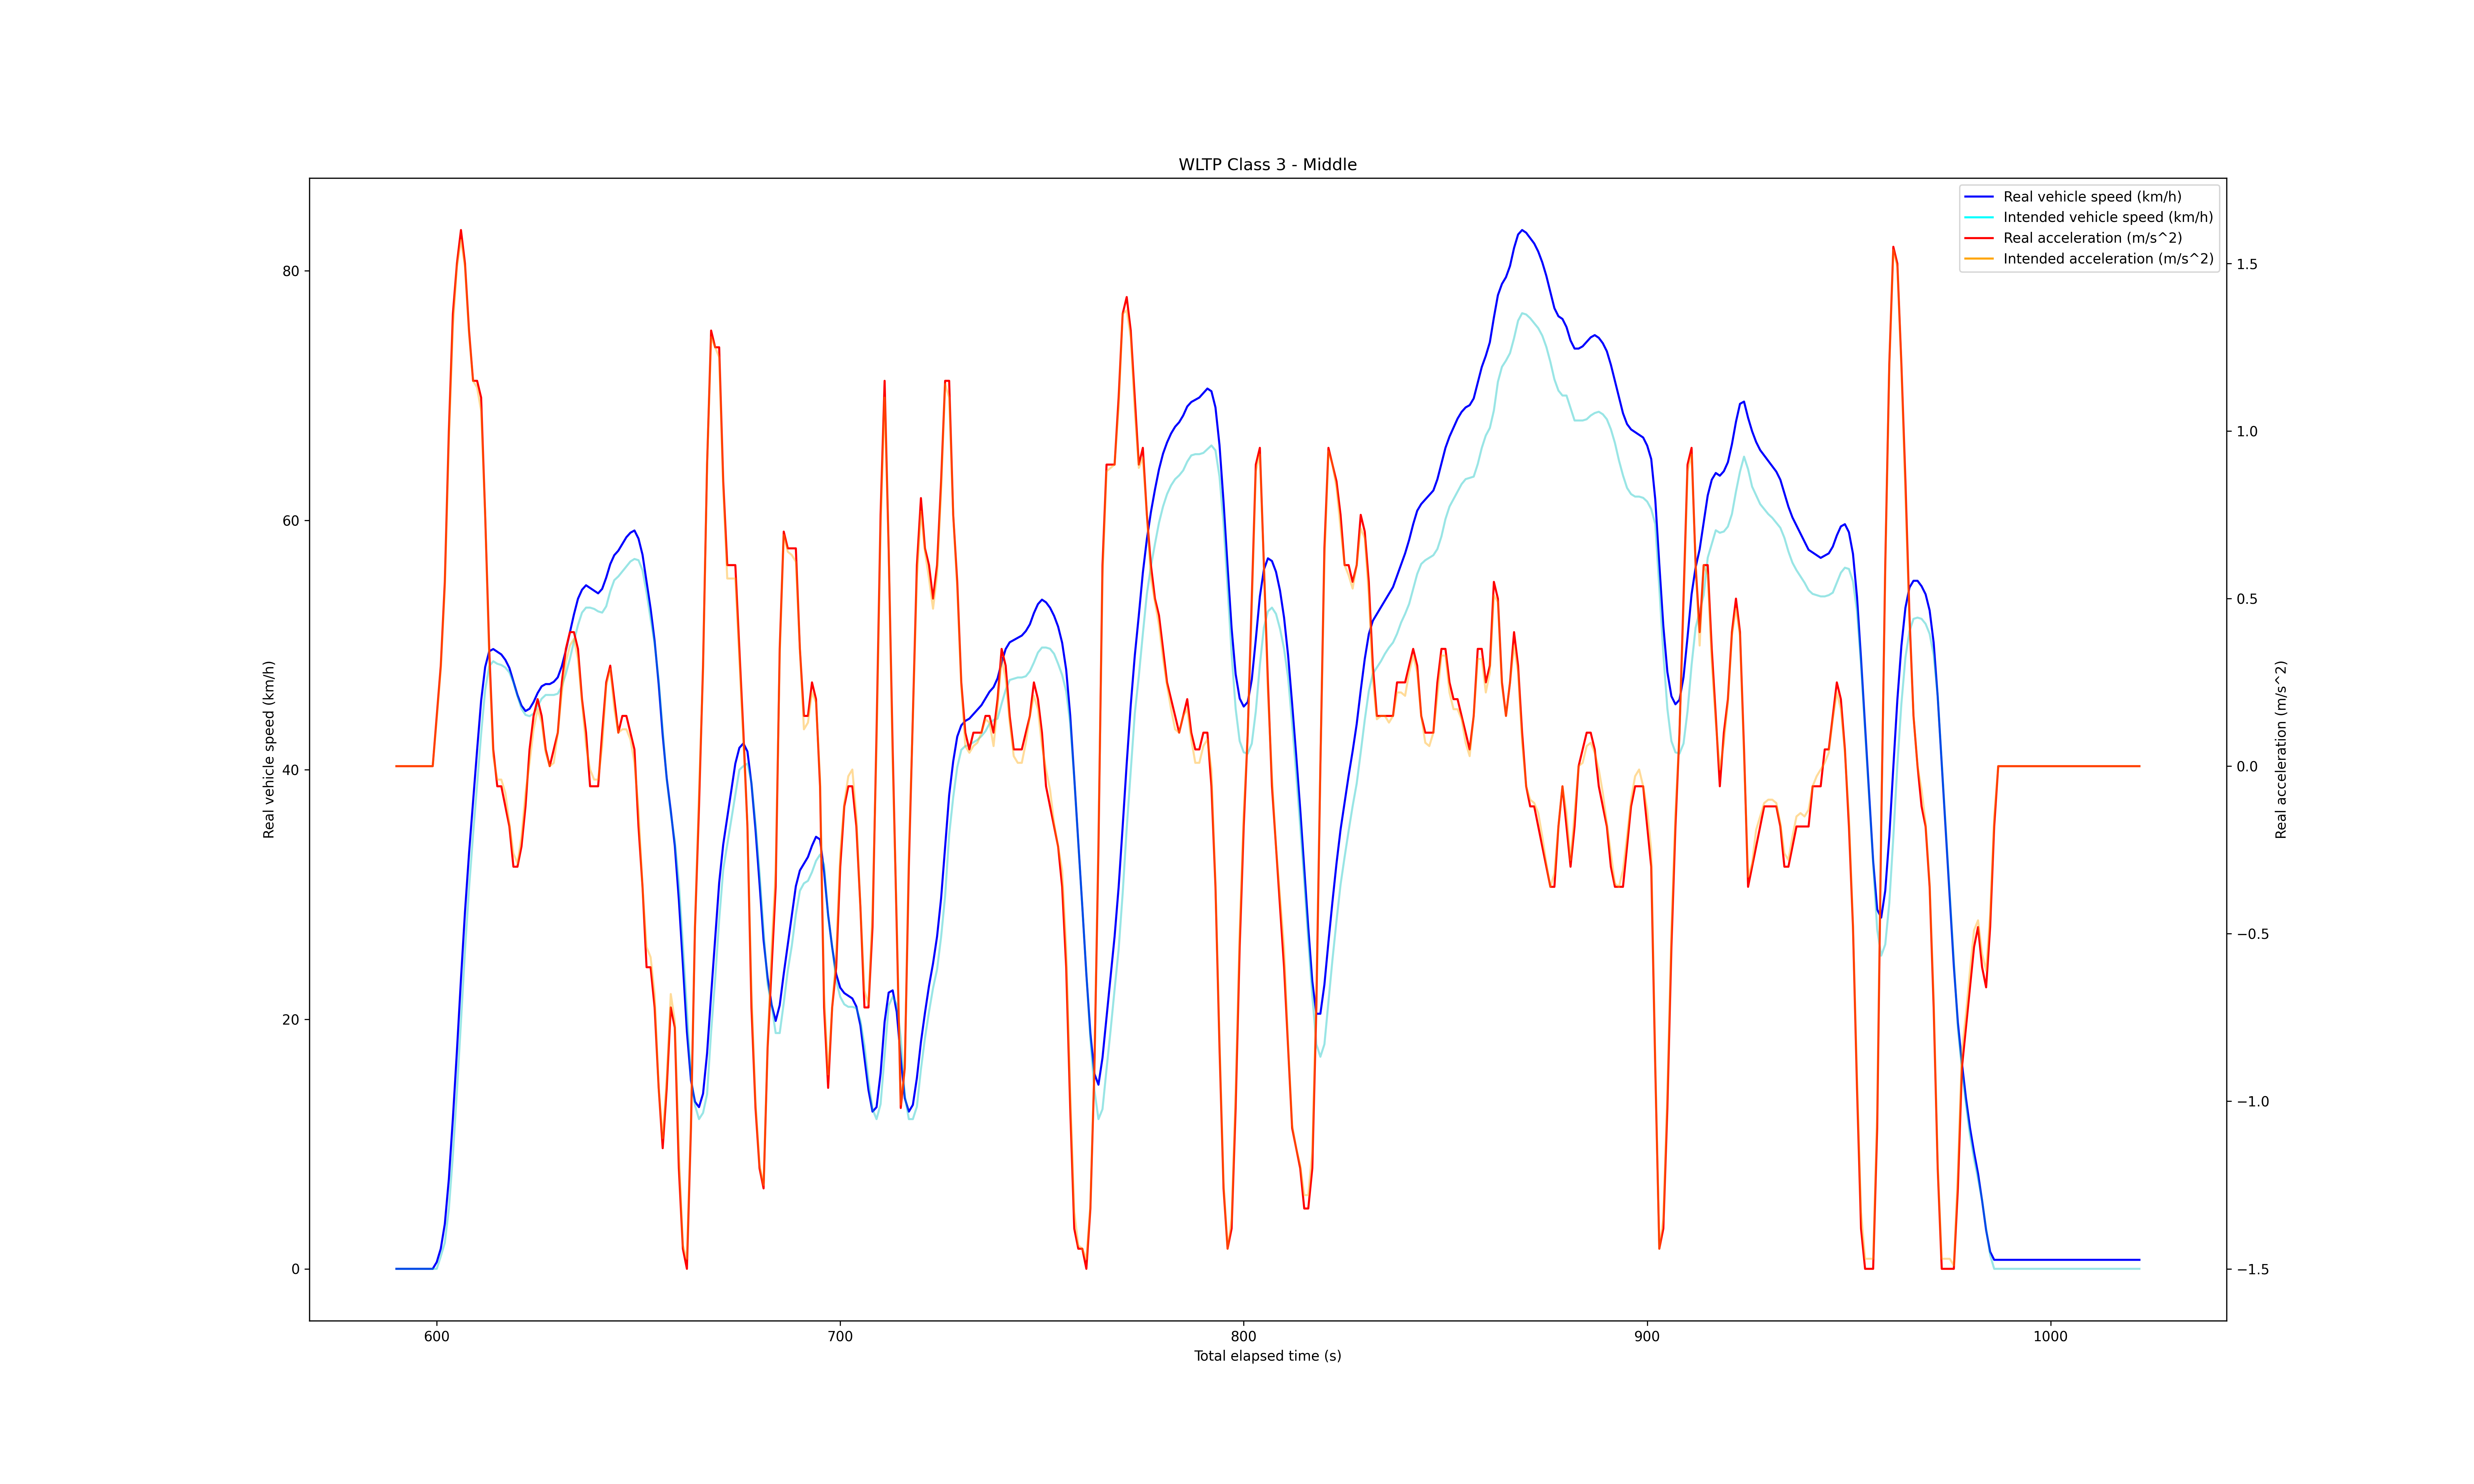 WLTP Class 3 - Middle
Real vehicle speed (km/h)
Intended vehicle speed (km/h)
Real acceleration (m/s^2)
Intended acceleration (m/s^2)
80
60
40
20
0
Real vehicle speed (km/h)
1.5
1.0
0.5
0.0
−0.5
−1.0
−1.5
Real acceleration (m/s^2)
600 700 800 900 1000
Total elapsed time (s)